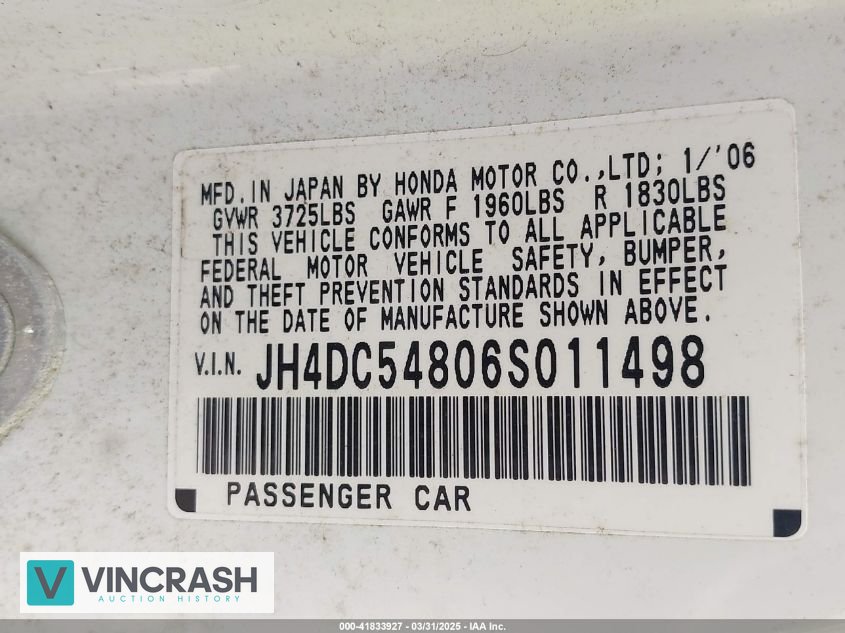 MFD. IN JAPAN BY HONDA MOTOR CO.,LTD; 1/'06
GVWR 3725LBS GAWR F 1960LBS R 1830LBS
THIS VEHICLE CONFORMS TO ALL APPLICABLE
FEDERAL MOTOR VEHICLE SAFETY, BUMPER,
AND THEFT PREVENTION STANDARDS IN EFFECT
ON THE DATE OF MANUFACTURE SHOWN ABOVE.
V.I.N. JH4DC54806S011498
PASSENGER CAR
V VINCRASH
AUCTION HISTORY
000-41833927 - 03/31/2025 - IAA Inc.